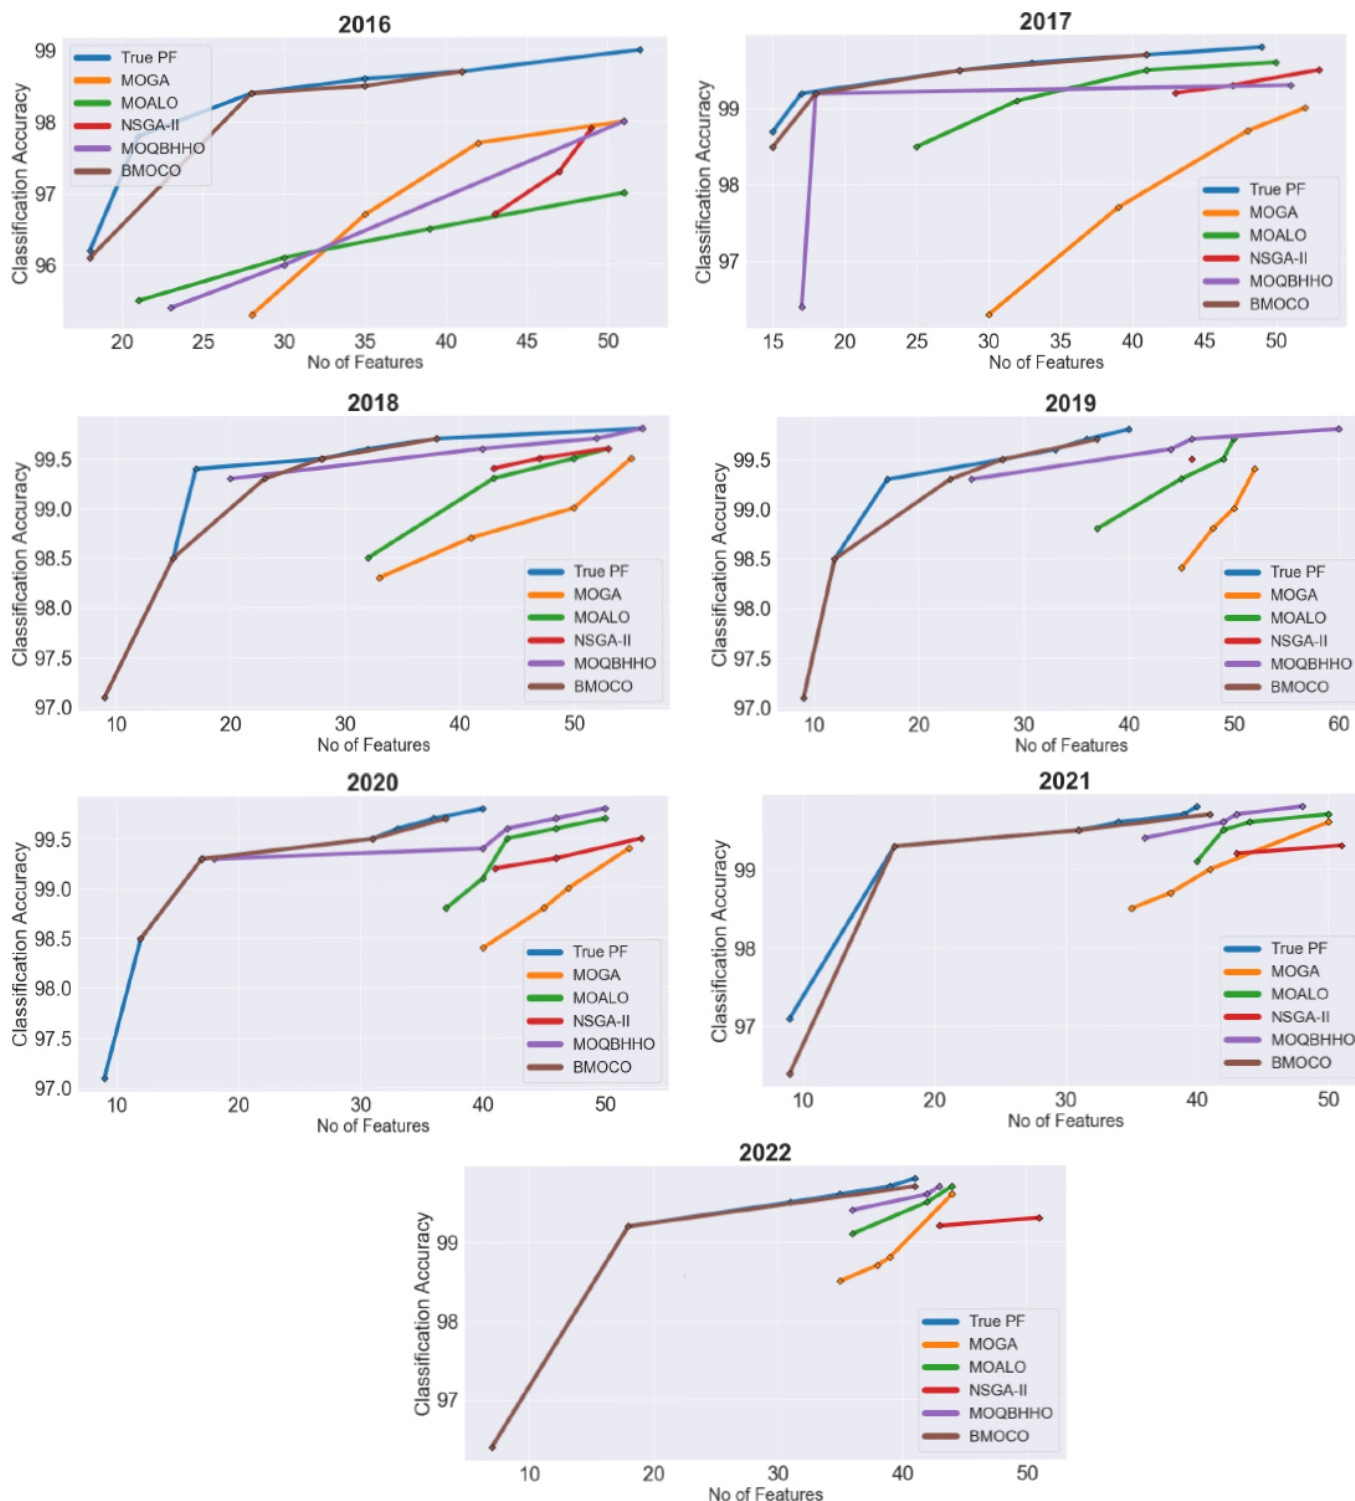 2016
Classification Accuracy
99
98
97
96
True PF
MOGA
MOALO
NSGA-II
MOQBHHO
BMOCO
20 25 30 35 40 45 50
No of Features
2017
Classification Accuracy
99
98
97
True PF
MOGA
MOALO
NSGA-II
MOQBHHO
BMOCO
15 20 25 30 35 40 45 50
No of Features
2018
Classification Accuracy
99.5
99.0
98.5
98.0
97.5
97.0
True PF
MOGA
MOALO
NSGA-II
MOQBHHO
BMOCO
10 20 30 40 50
No of Features
2019
Classification Accuracy
99.5
99.0
98.5
98.0
97.5
97.0
True PF
MOGA
MOALO
NSGA-II
MOQBHHO
BMOCO
10 20 30 40 50 60
No of Features
2020
Classification Accuracy
99.5
99.0
98.5
98.0
97.5
97.0
True PF
MOGA
MOALO
NSGA-II
MOQBHHO
BMOCO
10 20 30 40 50
No of Features
2021
Classification Accuracy
99
98
97
True PF
MOGA
MOALO
NSGA-II
MOQBHHO
BMOCO
10 20 30 40 50
No of Features
2022
Classification Accuracy
99
98
97
True PF
MOGA
MOALO
NSGA-II
MOQBHHO
BMOCO
10 20 30 40 50
No of Features